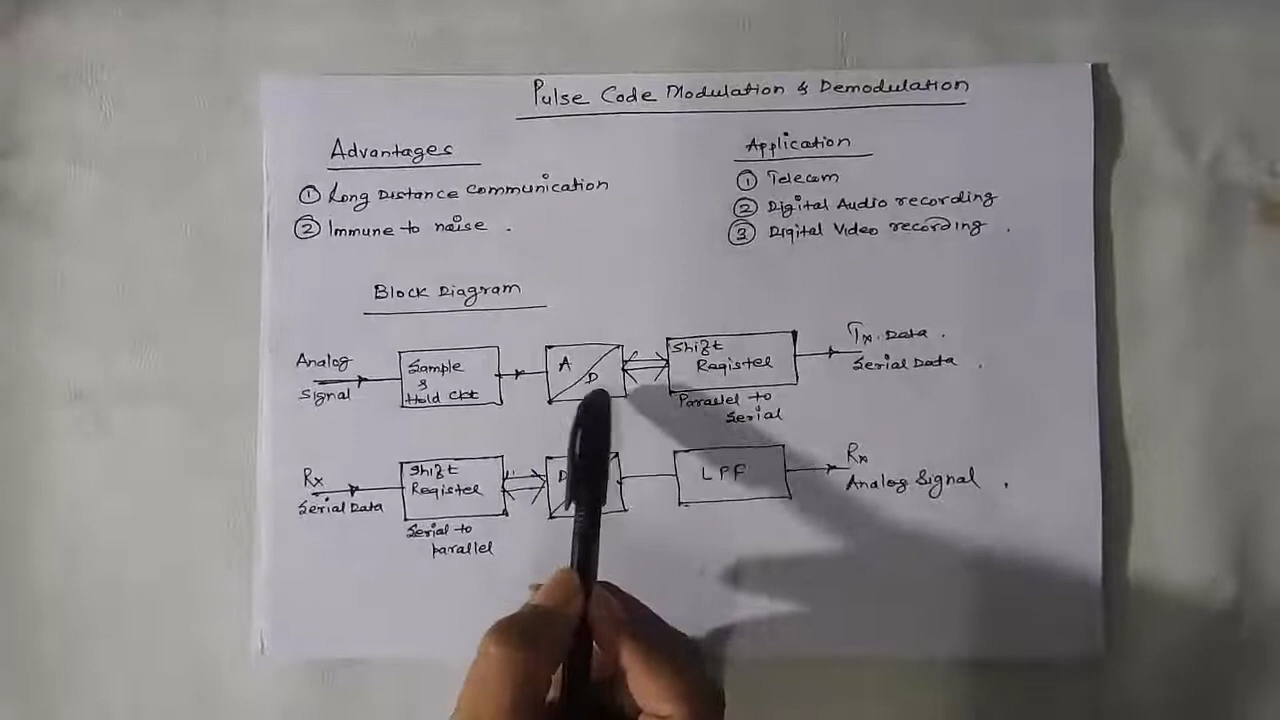 Pulse Code Modulation & Demodulation
Advantages
① Long Distance Communication
② Immune to noise .
Application
① Telecom
② Digital Audio recording
③ Digital Video recording .
Block Diagram
Analog
Signal
Sample
&
Hold Ckt
A
D
Shift
Register
Parallel to
Serial
Tx. Data .
Serial Data .
Rx
Serial Data
Shift
Register
Serial to
parallel
D
LPF
Rx
Analog Signal .